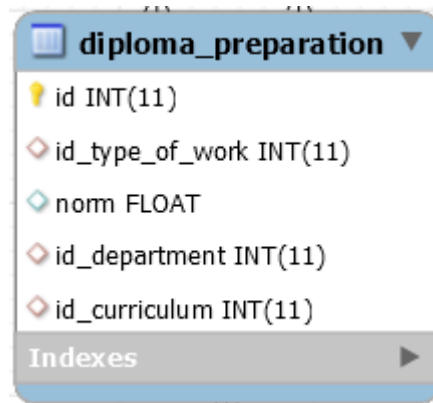 diploma_preparation
id INT(11)
id_type_of_work INT(11)
norm FLOAT
id_department INT(11)
id_curriculum INT(11)
Indexes